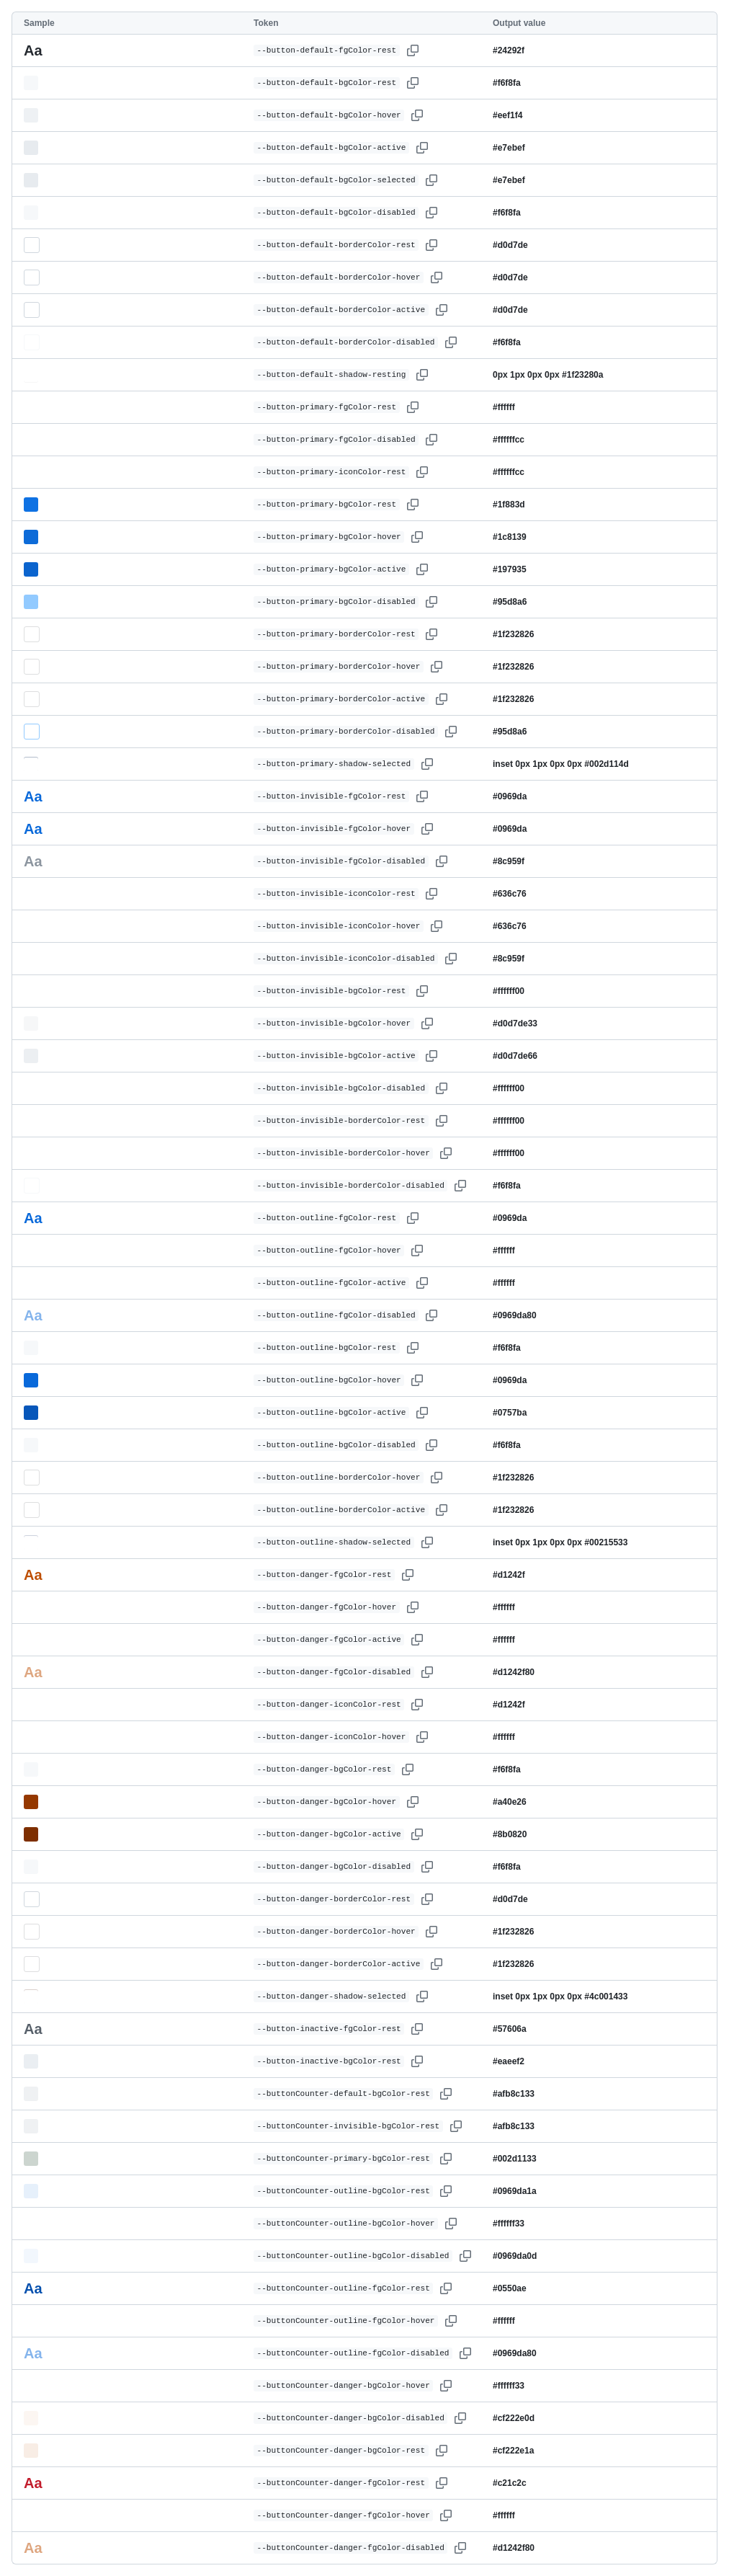 Sample Token Output value
Aa --button-default-fgColor-rest #24292f
--button-default-bgColor-rest #f6f8fa
--button-default-bgColor-hover #eef1f4
--button-default-bgColor-active #e7ebef
--button-default-bgColor-selected #e7ebef
--button-default-bgColor-disabled #f6f8fa
--button-default-borderColor-rest #d0d7de
--button-default-borderColor-hover #d0d7de
--button-default-borderColor-active #d0d7de
--button-default-borderColor-disabled #f6f8fa
--button-default-shadow-resting 0px 1px 0px 0px #1f23280a
--button-primary-fgColor-rest #ffffff
--button-primary-fgColor-disabled #ffffffcc
--button-primary-iconColor-rest #ffffffcc
--button-primary-bgColor-rest #1f883d
--button-primary-bgColor-hover #1c8139
--button-primary-bgColor-active #197935
--button-primary-bgColor-disabled #95d8a6
--button-primary-borderColor-rest #1f232826
--button-primary-borderColor-hover #1f232826
--button-primary-borderColor-active #1f232826
--button-primary-borderColor-disabled #95d8a6
--button-primary-shadow-selected inset 0px 1px 0px 0px #002d114d
Aa --button-invisible-fgColor-rest #0969da
Aa --button-invisible-fgColor-hover #0969da
Aa --button-invisible-fgColor-disabled #8c959f
--button-invisible-iconColor-rest #636c76
--button-invisible-iconColor-hover #636c76
--button-invisible-iconColor-disabled #8c959f
--button-invisible-bgColor-rest #ffffff00
--button-invisible-bgColor-hover #d0d7de33
--button-invisible-bgColor-active #d0d7de66
--button-invisible-bgColor-disabled #ffffff00
--button-invisible-borderColor-rest #ffffff00
--button-invisible-borderColor-hover #ffffff00
--button-invisible-borderColor-disabled #f6f8fa
Aa --button-outline-fgColor-rest #0969da
--button-outline-fgColor-hover #ffffff
--button-outline-fgColor-active #ffffff
Aa --button-outline-fgColor-disabled #0969da80
--button-outline-bgColor-rest #f6f8fa
--button-outline-bgColor-hover #0969da
--button-outline-bgColor-active #0757ba
--button-outline-bgColor-disabled #f6f8fa
--button-outline-borderColor-hover #1f232826
--button-outline-borderColor-active #1f232826
--button-outline-shadow-selected inset 0px 1px 0px 0px #00215533
Aa --button-danger-fgColor-rest #d1242f
--button-danger-fgColor-hover #ffffff
--button-danger-fgColor-active #ffffff
Aa --button-danger-fgColor-disabled #d1242f80
--button-danger-iconColor-rest #d1242f
--button-danger-iconColor-hover #ffffff
--button-danger-bgColor-rest #f6f8fa
--button-danger-bgColor-hover #a40e26
--button-danger-bgColor-active #8b0820
--button-danger-bgColor-disabled #f6f8fa
--button-danger-borderColor-rest #d0d7de
--button-danger-borderColor-hover #1f232826
--button-danger-borderColor-active #1f232826
--button-danger-shadow-selected inset 0px 1px 0px 0px #4c001433
Aa --button-inactive-fgColor-rest #57606a
--button-inactive-bgColor-rest #eaeef2
--buttonCounter-default-bgColor-rest #afb8c133
--buttonCounter-invisible-bgColor-rest #afb8c133
--buttonCounter-primary-bgColor-rest #002d1133
--buttonCounter-outline-bgColor-rest #0969da1a
--buttonCounter-outline-bgColor-hover #ffffff33
--buttonCounter-outline-bgColor-disabled #0969da0d
Aa --buttonCounter-outline-fgColor-rest #0550ae
--buttonCounter-outline-fgColor-hover #ffffff
Aa --buttonCounter-outline-fgColor-disabled #0969da80
--buttonCounter-danger-bgColor-hover #ffffff33
--buttonCounter-danger-bgColor-disabled #cf222e0d
--buttonCounter-danger-bgColor-rest #cf222e1a
Aa --buttonCounter-danger-fgColor-rest #c21c2c
--buttonCounter-danger-fgColor-hover #ffffff
Aa --buttonCounter-danger-fgColor-disabled #d1242f80